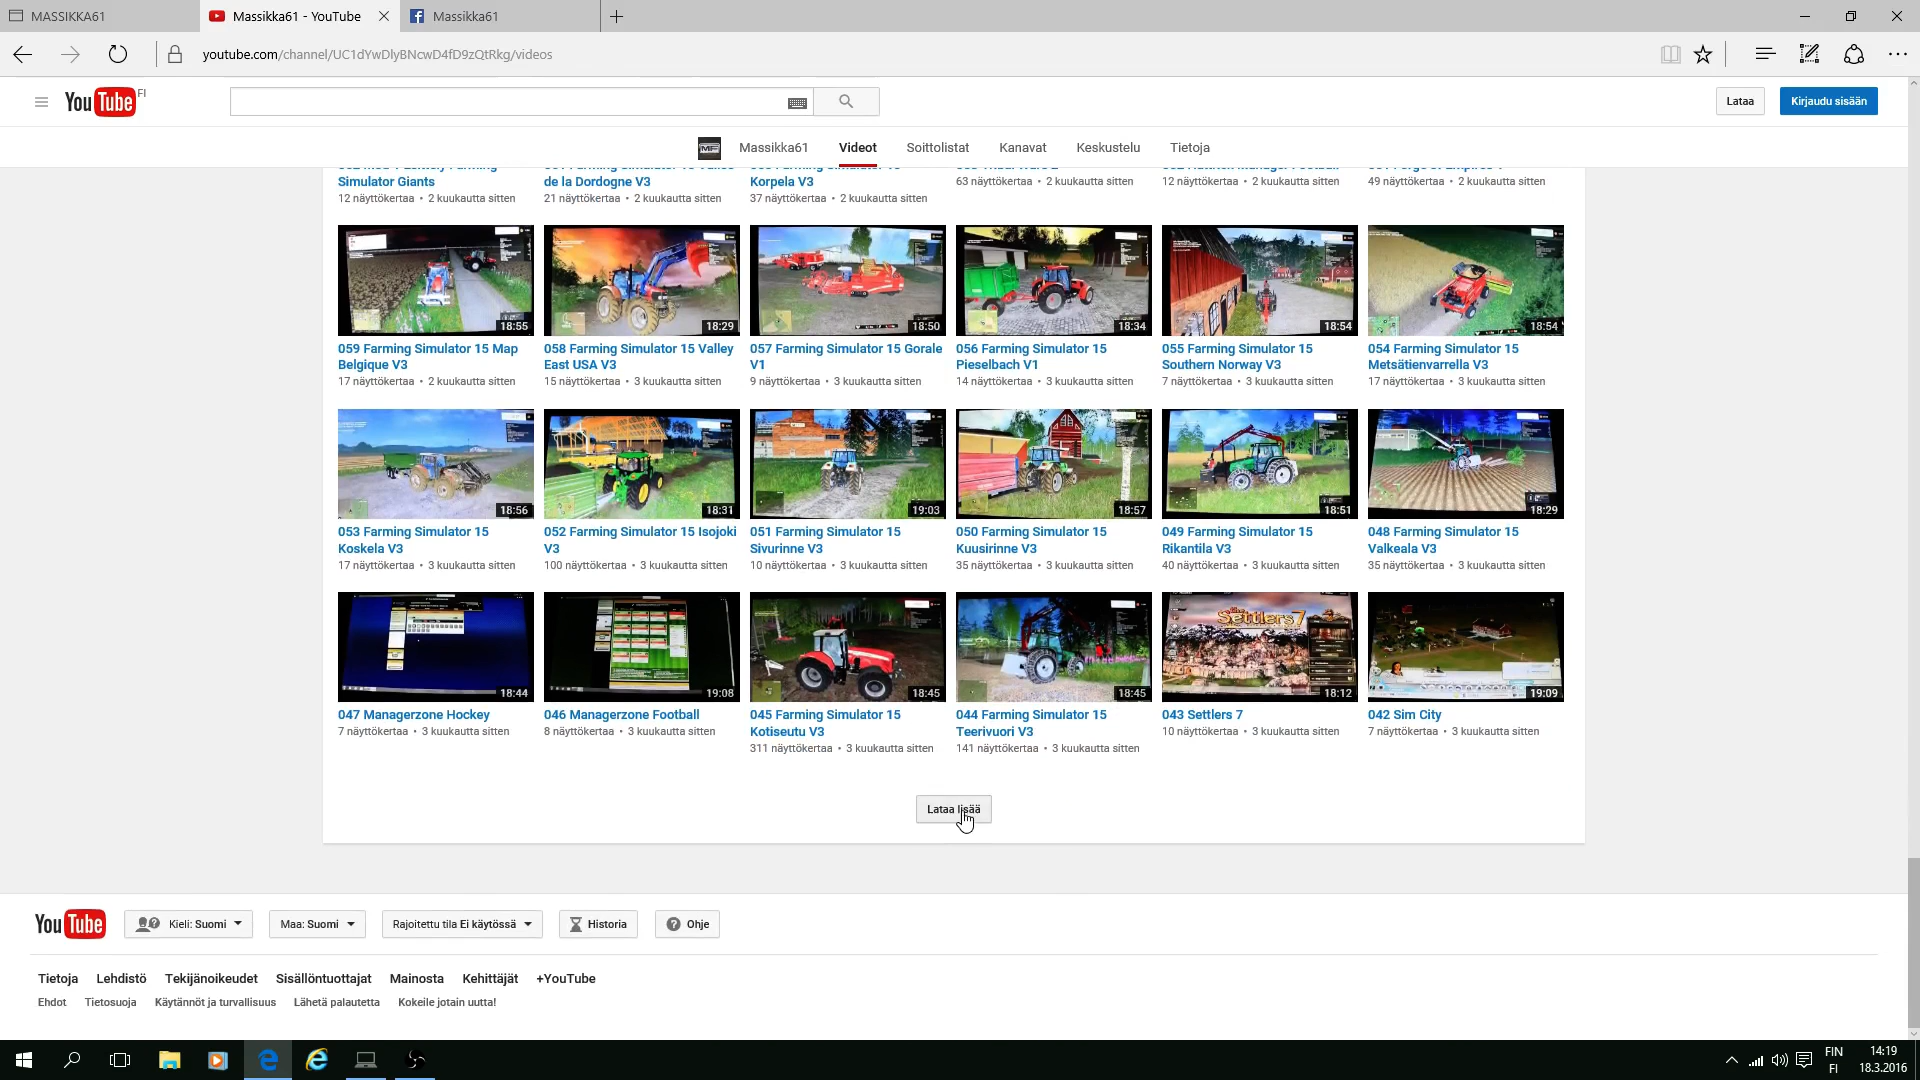 MASSIKKA61
Massikka61 - YouTube
Massikka61
youtube.com/channel/UC1dYwDlyBNcwD4fD9zQtRkg/videos
YouTube FI
Lataa
Kirjaudu sisään
Massikka61 Videot Soittolistat Kanavat Keskustelu Tietoja
Simulator Giants
12 näyttökertaa • 2 kuukautta sitten
de la Dordogne V3
21 näyttökertaa • 2 kuukautta sitten
Korpela V3
37 näyttökertaa • 2 kuukautta sitten
63 näyttökertaa • 2 kuukautta sitten
12 näyttökertaa • 2 kuukautta sitten
49 näyttökertaa • 2 kuukautta sitten
18:55
059 Farming Simulator 15 Map
Belgique V3
17 näyttökertaa • 2 kuukautta sitten
18:29
058 Farming Simulator 15 Valley
East USA V3
15 näyttökertaa • 3 kuukautta sitten
18:50
057 Farming Simulator 15 Gorale
V1
9 näyttökertaa • 3 kuukautta sitten
18:34
056 Farming Simulator 15
Pieselbach V1
14 näyttökertaa • 3 kuukautta sitten
18:54
055 Farming Simulator 15
Southern Norway V3
7 näyttökertaa • 3 kuukautta sitten
18:54
054 Farming Simulator 15
Metsätienvarrella V3
17 näyttökertaa • 3 kuukautta sitten
18:56
053 Farming Simulator 15
Koskela V3
17 näyttökertaa • 3 kuukautta sitten
18:31
052 Farming Simulator 15 Isojoki
V3
100 näyttökertaa • 3 kuukautta sitten
19:03
051 Farming Simulator 15
Sivurinne V3
10 näyttökertaa • 3 kuukautta sitten
18:57
050 Farming Simulator 15
Kuusirinne V3
35 näyttökertaa • 3 kuukautta sitten
18:51
049 Farming Simulator 15
Rikantila V3
40 näyttökertaa • 3 kuukautta sitten
18:29
048 Farming Simulator 15
Valkeala V3
35 näyttökertaa • 3 kuukautta sitten
18:44
047 Managerzone Hockey
7 näyttökertaa • 3 kuukautta sitten
19:08
046 Managerzone Football
8 näyttökertaa • 3 kuukautta sitten
18:45
045 Farming Simulator 15
Kotiseutu V3
311 näyttökertaa • 3 kuukautta sitten
18:45
044 Farming Simulator 15
Teerivuori V3
141 näyttökertaa • 3 kuukautta sitten
Settlers 7
18:12
043 Settlers 7
10 näyttökertaa • 3 kuukautta sitten
19:09
042 Sim City
7 näyttökertaa • 3 kuukautta sitten
Lataa lisää
YouTube
Kieli: Suomi
Maa: Suomi
Rajoitettu tila Ei käytössä
Historia
Ohje
Tietoja Lehdistö Tekijänoikeudet Sisällöntuottajat Mainosta Kehittäjät +YouTube
Ehdot Tietosuoja Käytännöt ja turvallisuus Lähetä palautetta Kokeile jotain uutta!
FIN
FI
14:19
18.3.2016